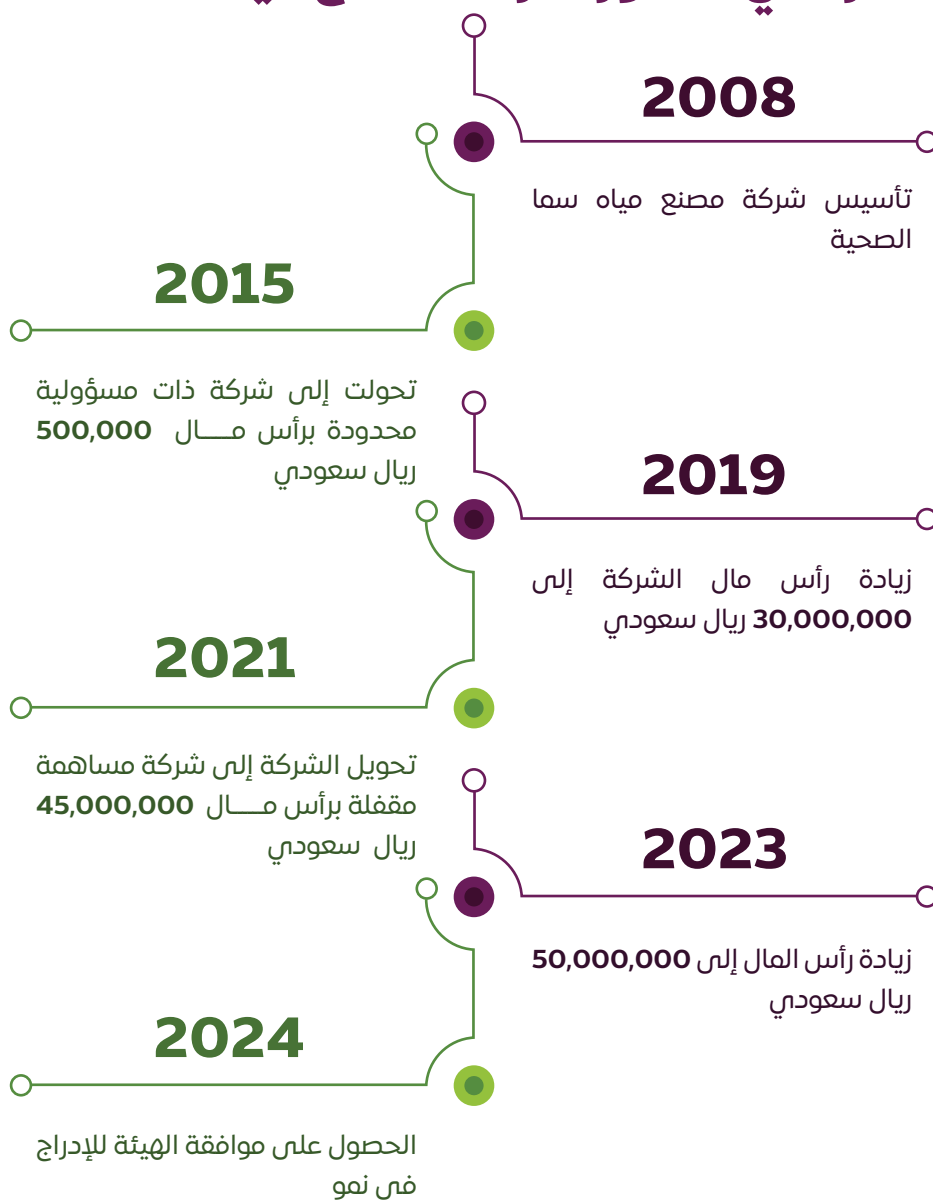 2008
تأسيس شركة مصنع مياه سما
الصحية
2015
تحولت إلى شركة ذات مسؤولية
محدودة برأس مـــال 500,000
ريال سعودي
2019
زيادة رأس مال الشركة إلى
30,000,000 ريال سعودي
2021
تحويل الشركة إلى شركة مساهمة
مقفلة برأس مـــال 45,000,000
ريال سعودي
2023
زيادة رأس المال إلى 50,000,000
ريال سعودي
2024
الحصول على موافقة الهيئة للإدراج
في نمو